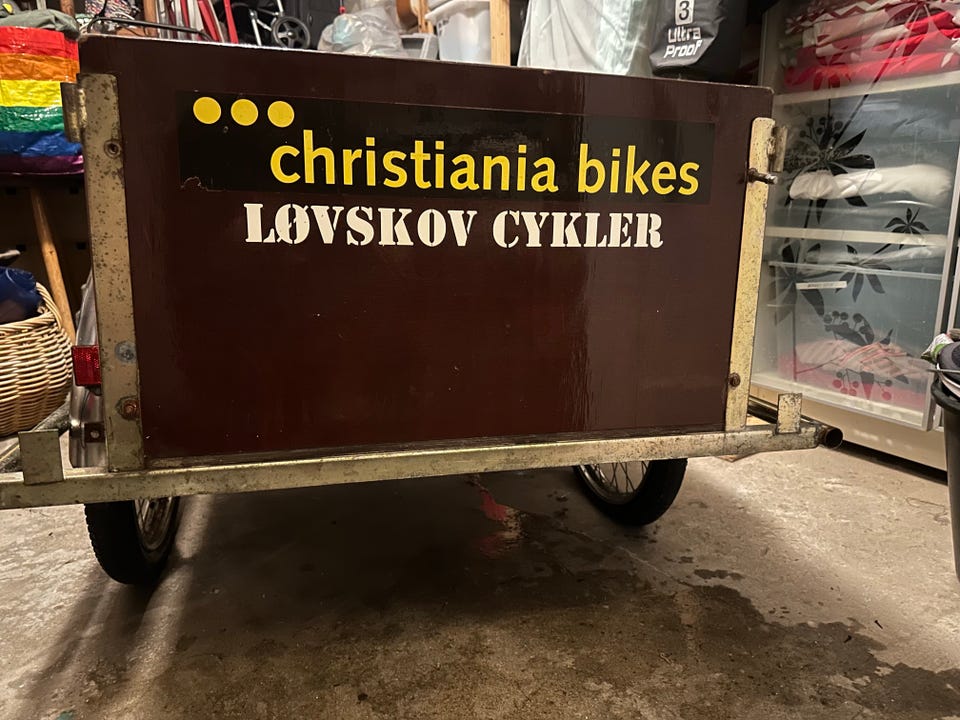 3
Ultra
Proof
christiania bikes
LØVSKOV CYKLER